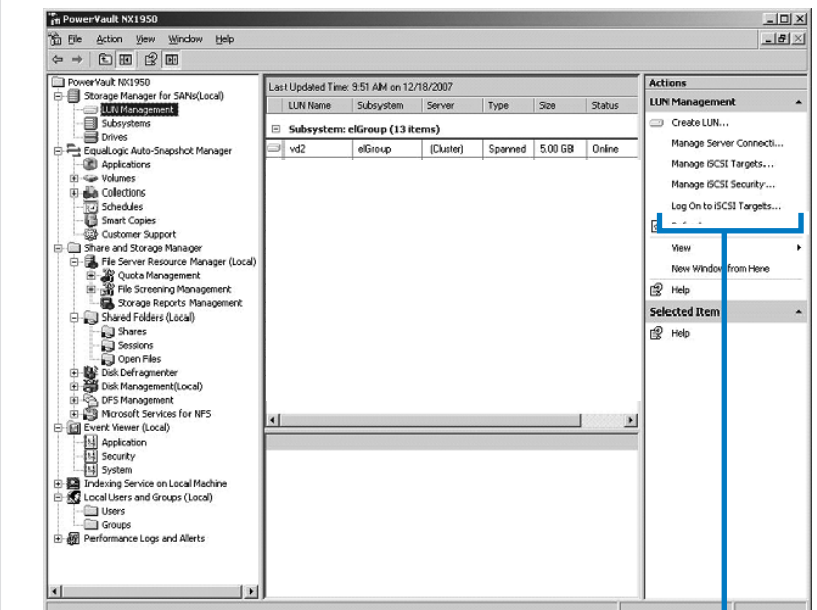 PowerVault NX1950
File Action View Window Help
PowerVault NX1950
Storage Manager for SANs(Local)
LUN Management
Subsystems
Drives
EqualLogic Auto-Snapshot Manager
Applications
Volumes
Collections
Schedules
Smart Copies
Customer Support
Share and Storage Manager
File Server Resource Manager (Local)
Quota Management
File Screening Management
Storage Reports Management
Shared Folders (Local)
Shares
Sessions
Open Files
Disk Defragmenter
Disk Management(Local)
DFS Management
Microsoft Services for NFS
Event Viewer (Local)
Application
Security
System
Indexing Service on Local Machine
Local Users and Groups (Local)
Users
Groups
Performance Logs and Alerts
Last Updated Time: 9:51 AM on 12/18/2007
LUN Name Subsystem Server Type Size Status
Subsystem: elGroup (13 items)
vd2 elGroup (Cluster) Spanned 5.00 GB Online
Actions
LUN Management
Create LUN...
Manage Server Connecti...
Manage iSCSI Targets...
Manage iSCSI Security...
Log On to iSCSI Targets...
View
New Window from Here
Help
Selected Item
Help